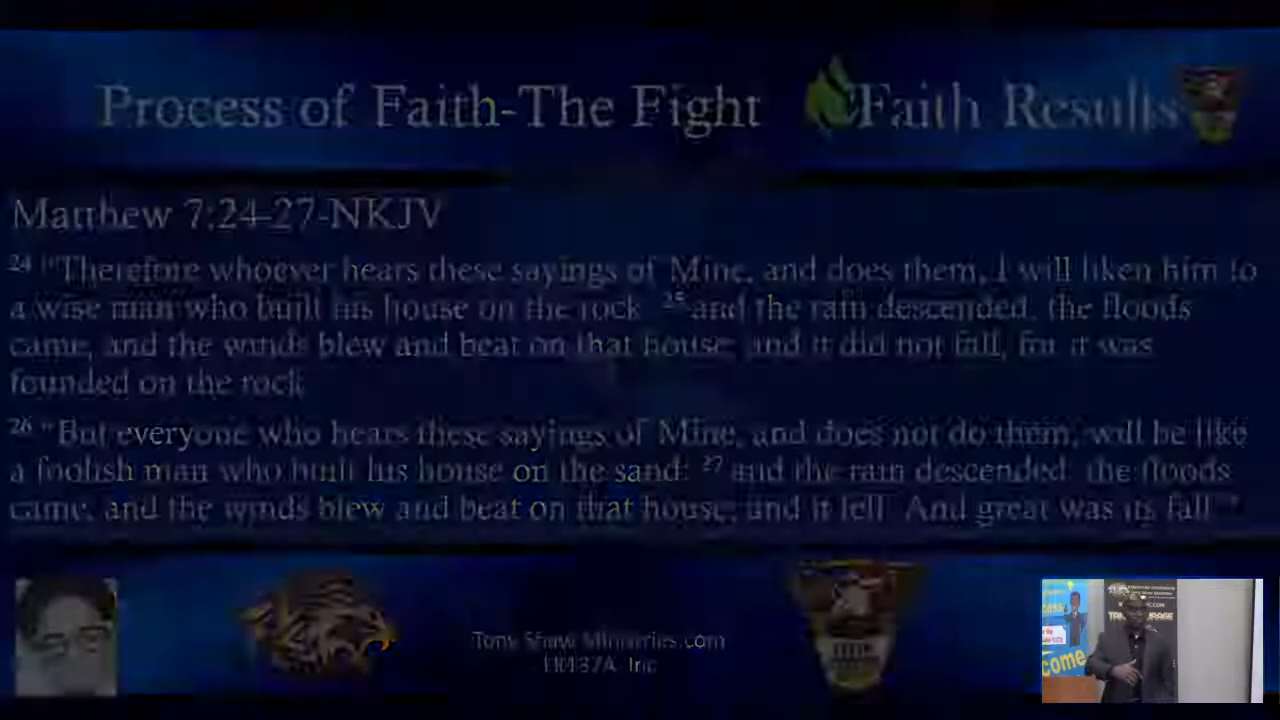 Process of Faith-The Fight Faith Results
Matthew 7:24-27-NKJV
24 "Therefore whoever hears these sayings of Mine, and does them, I will liken him to
a wise man who built his house on the rock: 25 and the rain descended, the floods
came, and the winds blew and beat on that house; and it did not fall, for it was
founded on the rock.
26 "But everyone who hears these sayings of Mine, and does not do them, will be like
a foolish man who built his house on the sand: 27 and the rain descended, the floods
came, and the winds blew and beat on that house; and it fell. And great was its fall."
Tony Shaw Ministries.com
come